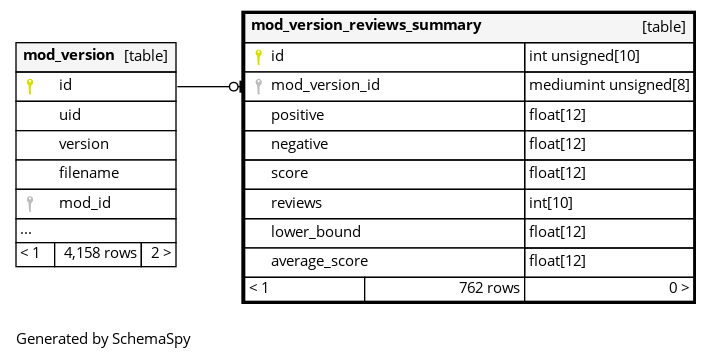 mod_version [table]
id
uid
version
filename
mod_id
...
< 1 4,158 rows 2 >
mod_version_reviews_summary [table]
id int unsigned[10]
mod_version_id mediumint unsigned[8]
positive float[12]
negative float[12]
score float[12]
reviews int[10]
lower_bound float[12]
average_score float[12]
< 1 762 rows 0 >
Generated by SchemaSpy